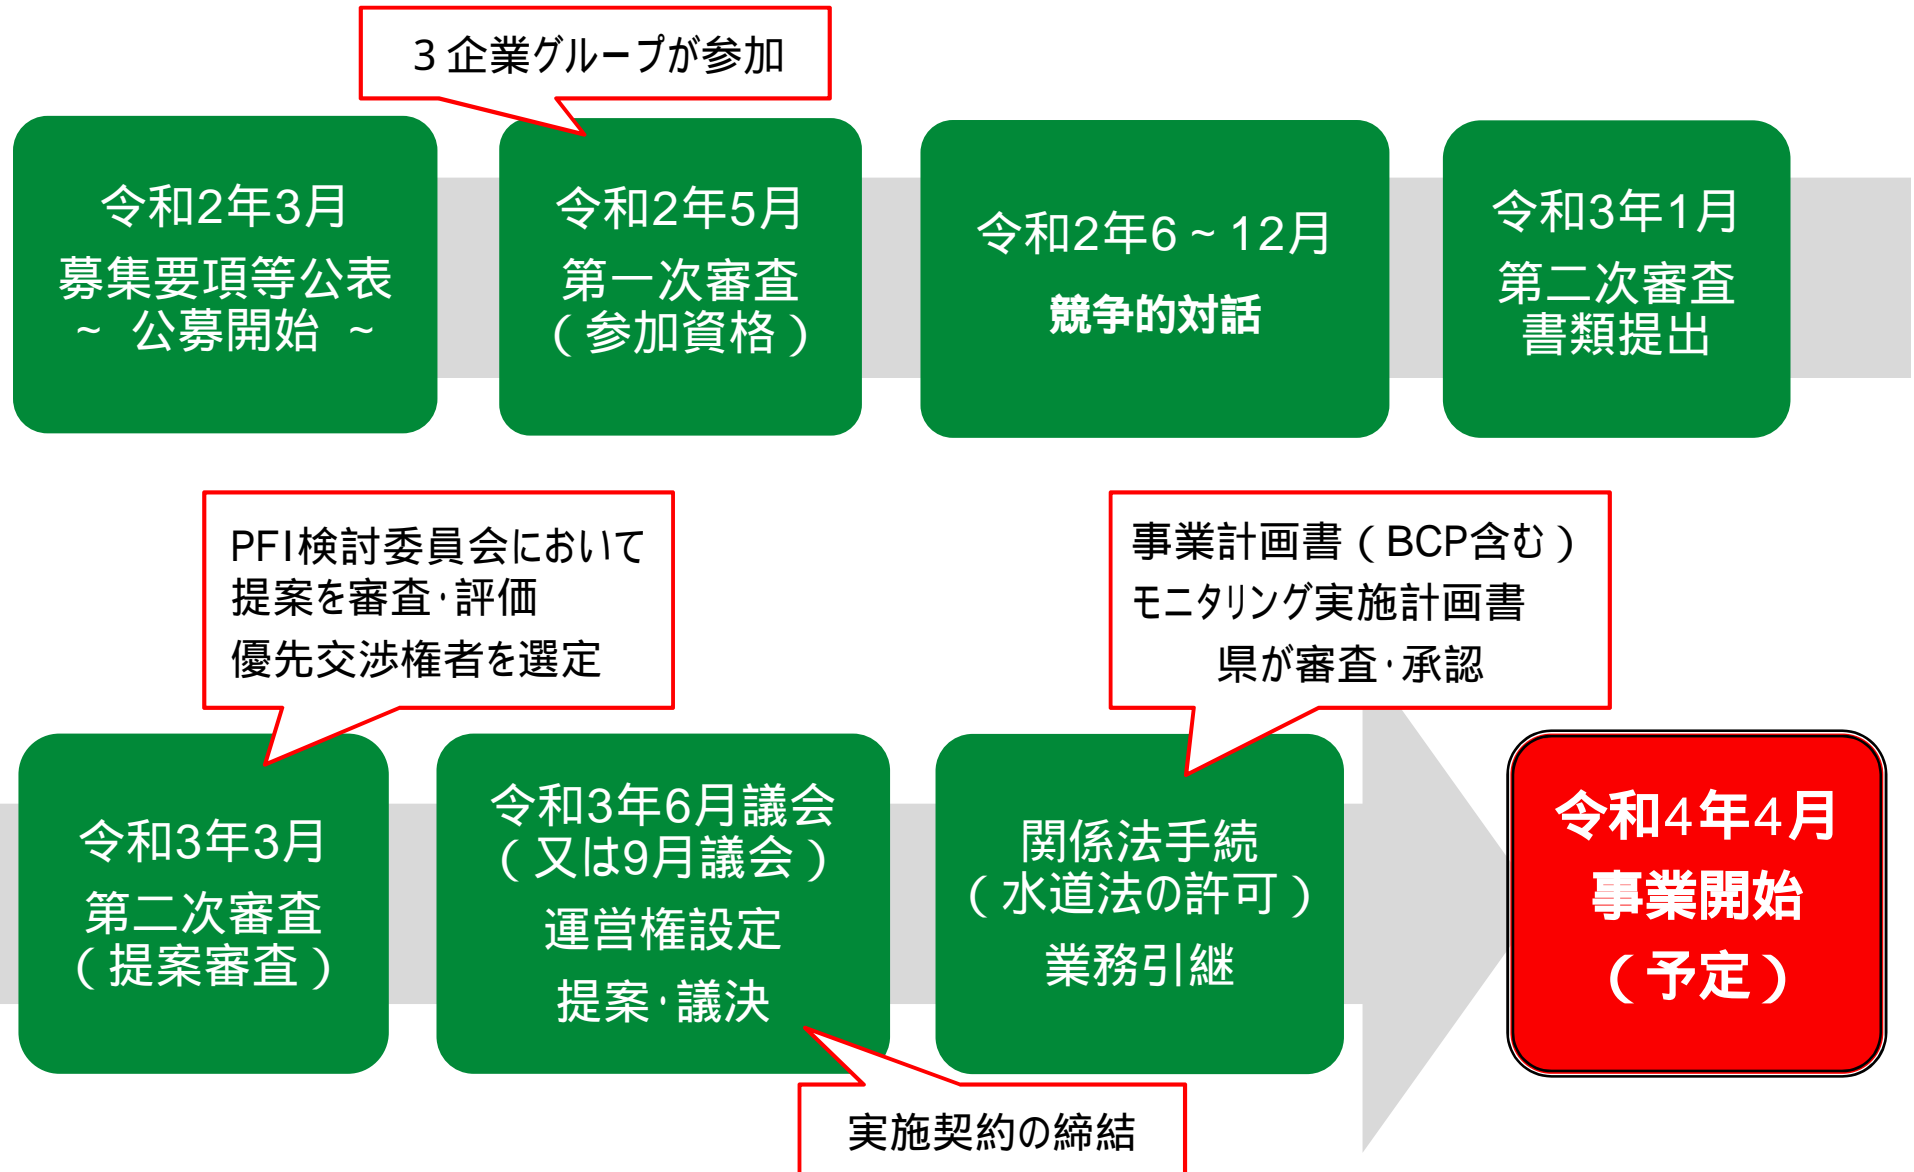 3企業グループが参加
令和2年3月
募集要項等公表
~ 公募開始 ~
令和2年5月
第一次審査
(参加資格)
令和2年6~12月
競争的対話
令和3年1月
第二次審査
書類提出
PFI検討委員会において
提案を審査・評価
優先交渉権者を選定
事業計画書(BCP含む)
モニタリング実施計画書
県が審査・承認
令和3年3月
第二次審査
(提案審査)
令和3年6月議会
(又は9月議会)
運営権設定
提案・議決
関係法手続
(水道法の許可)
業務引継
令和4年4月
事業開始
(予定)
実施契約の締結